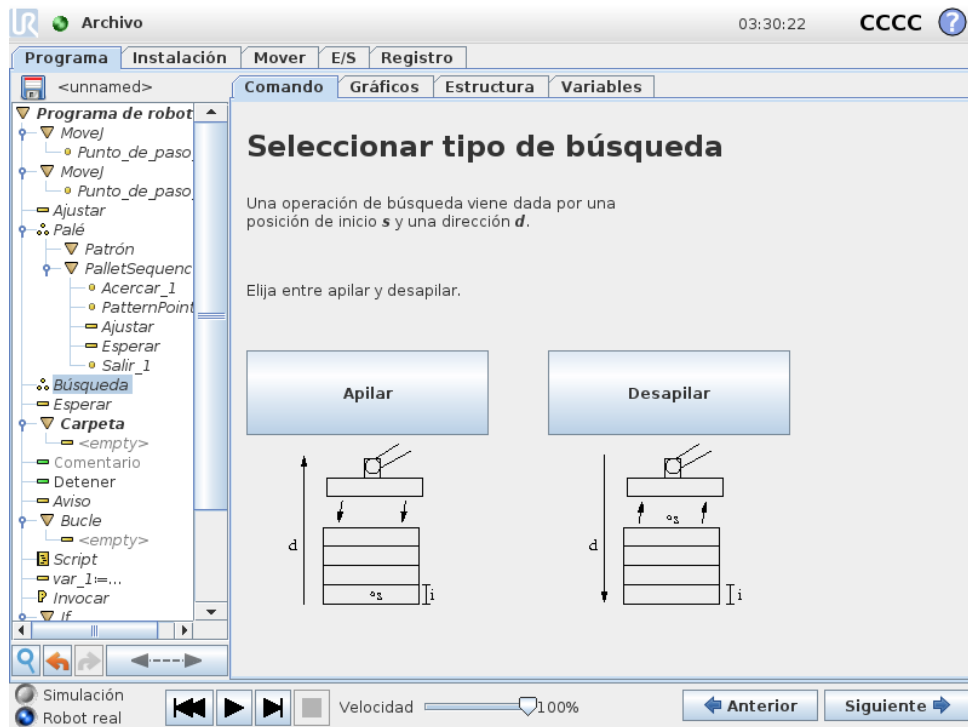 Archivo
03:30:22
CCCC
?
Programa Instalación Mover E/S Registro
<unnamed>
Comando Gráficos Estructura Variables
Programa de robot
MoveJ
Punto_de_paso_
MoveJ
Punto_de_paso_
Ajustar
Palé
Patrón
PalletSequenc
Acercar_1
PatternPoint
Ajustar
Esperar
Salir_1
Búsqueda
Esperar
Carpeta
<empty>
Comentario
Detener
Aviso
Bucle
<empty>
Script
var_1≔...
Invocar
If
Seleccionar tipo de búsqueda
Una operación de búsqueda viene dada por una
posición de inicio s y una dirección d.
Elija entre apilar y desapilar.
Apilar
Desapilar
d
s
i
d
s
i
Simulación
Robot real
Velocidad
100%
Anterior
Siguiente